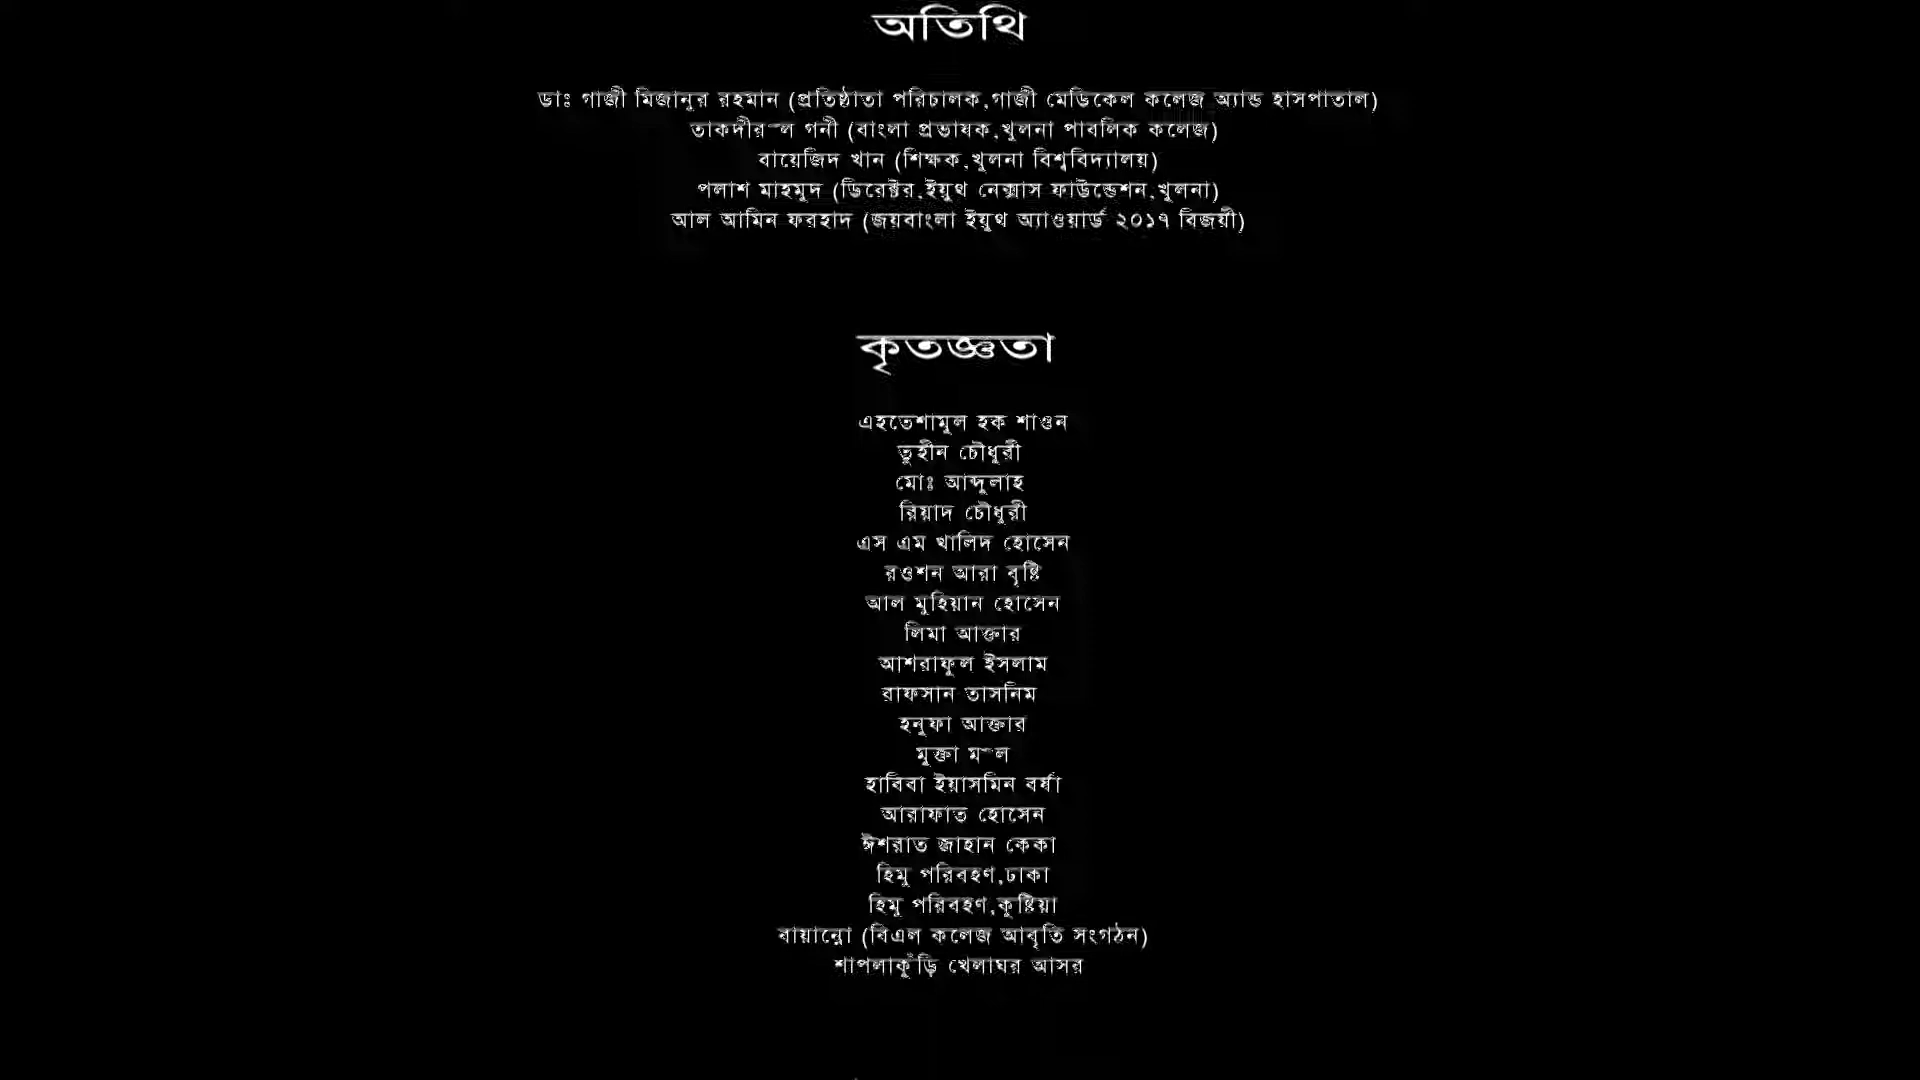 অতিথি
ডাঃ গাজী মিজানুর রহমান (প্রতিষ্ঠাতা পরিচালক,গাজী মেডিকেল কলেজ অ্যান্ড হাসপাতাল)
গনী (বাংলা প্রভাষক,খুলনা পাবলিক কলেজ)
বায়েজিদ খান (শিক্ষক,খুলনা বিশ্ববিদ্যালয়)
পলাশ মাহমুদ (ডিরেক্টর,ইয়ুথ নেক্সাস ফাউন্ডেশন,খুলনা)
আল আমিন ফরহাদ (জয়বাংলা ইয়ুথ অ্যাওয়ার্ড ২০১৭ বিজয়ী)
কৃতজ্ঞতা
এহতেশামুল হক শাওন
তুহীন চৌধুরী
মোঃ আব্দুলাহ
রিয়াদ চৌধুরী
এস এম খালিদ হোসেন
রওশন আরা বৃষ্টি
আল মুহিয়ান হোসেন
লিমা আক্তার
আশরাফুল ইসলাম
রাফসান তাসনিম
হনুফা আক্তার
মুক্তা
হাবিবা ইয়াসমিন বর্ষা
আরাফাত হোসেন
ঈশরাত জাহান কেকা
হিমু পরিবহণ,ঢাকা
হিমু পরিবহণ,কুষ্টিয়া
বায়ান্নো (বিএল কলেজ আবৃতি সংগঠন)
শাপলাকুঁড়ি খেলাঘর আসর